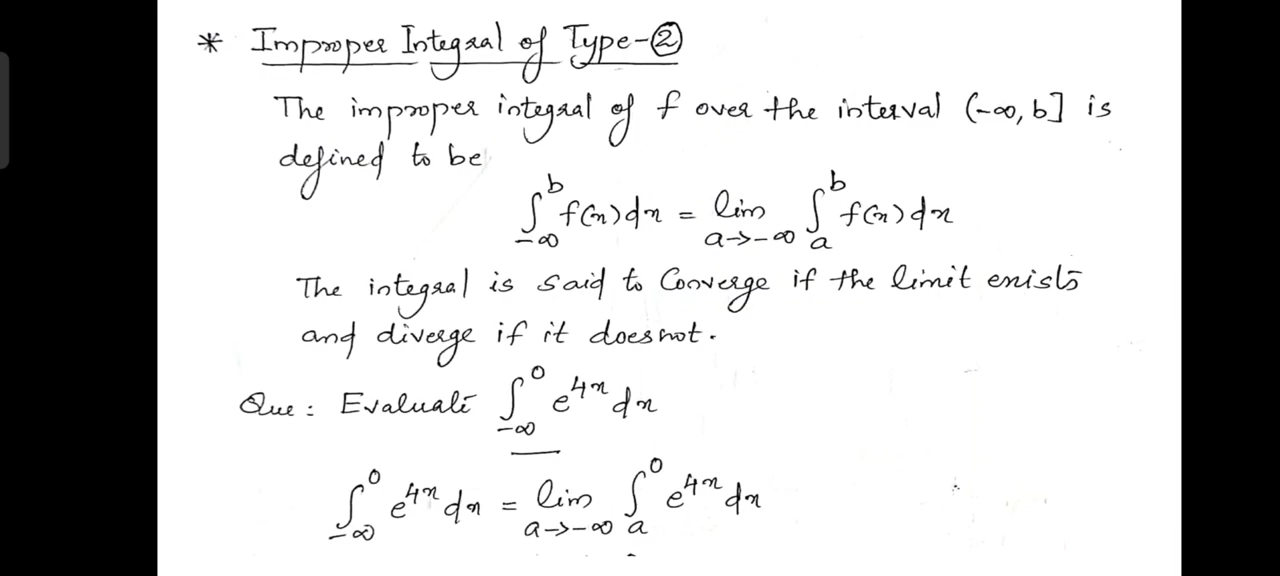 * Improper Integral of Type-②
The improper integral of f over the interval (-∞, b] is
defined to be
∫_{-∞}^{b} f(x) dx = lim_{a->-∞} ∫_{a}^{b} f(x) dx
The integral is said to Converge if the limit exists
and diverge if it does not.
Que: Evaluate ∫_{-∞}^{0} e^{4x} dx
∫_{-∞}^{0} e^{4x} dx = lim_{a->-∞} ∫_{a}^{0} e^{4x} dx